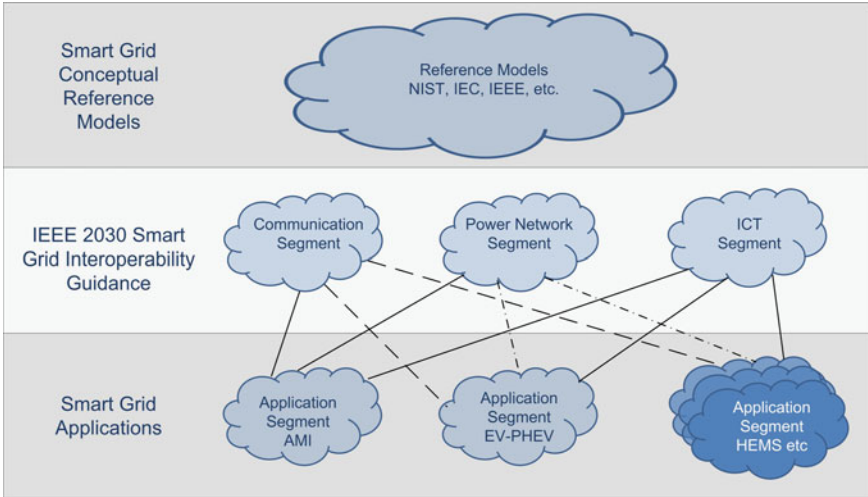 Smart Grid
Conceptual
Reference
Models
Reference Models
NIST, IEC, IEEE, etc.
IEEE 2030 Smart
Grid Interoperability
Guidance
Communication
Segment
Power Network
Segment
ICT
Segment
Smart Grid
Applications
Application
Segment
AMI
Application
Segment
EV-PHEV
Application
Segment
HEMS etc